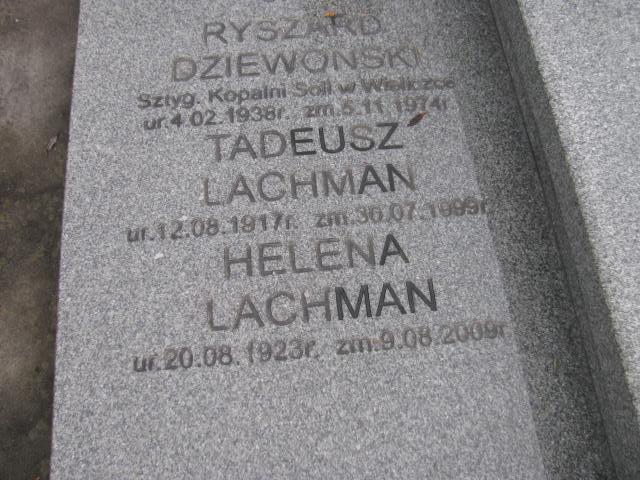 RYSZARD
DZIEWOŃSKI
Sztyg. Kopalni Soli w Wieliczce
ur.4.02.1938r. zm.5.11.1974r.
TADEUSZ
LACHMAN
ur.12.08.1917r. zm.30.07.1999r.
HELENA
LACHMAN
ur.20.08.1923r. zm.9.08.2009r